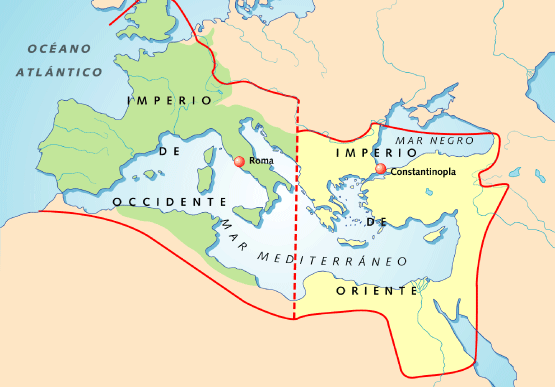 OCÉANO
ATLÁNTICO
IMPERIO
DE
OCCIDENTE
Roma
MAR MEDITERRÁNEO
IMPERIO
DE
ORIENTE
MAR NEGRO
Constantinopla